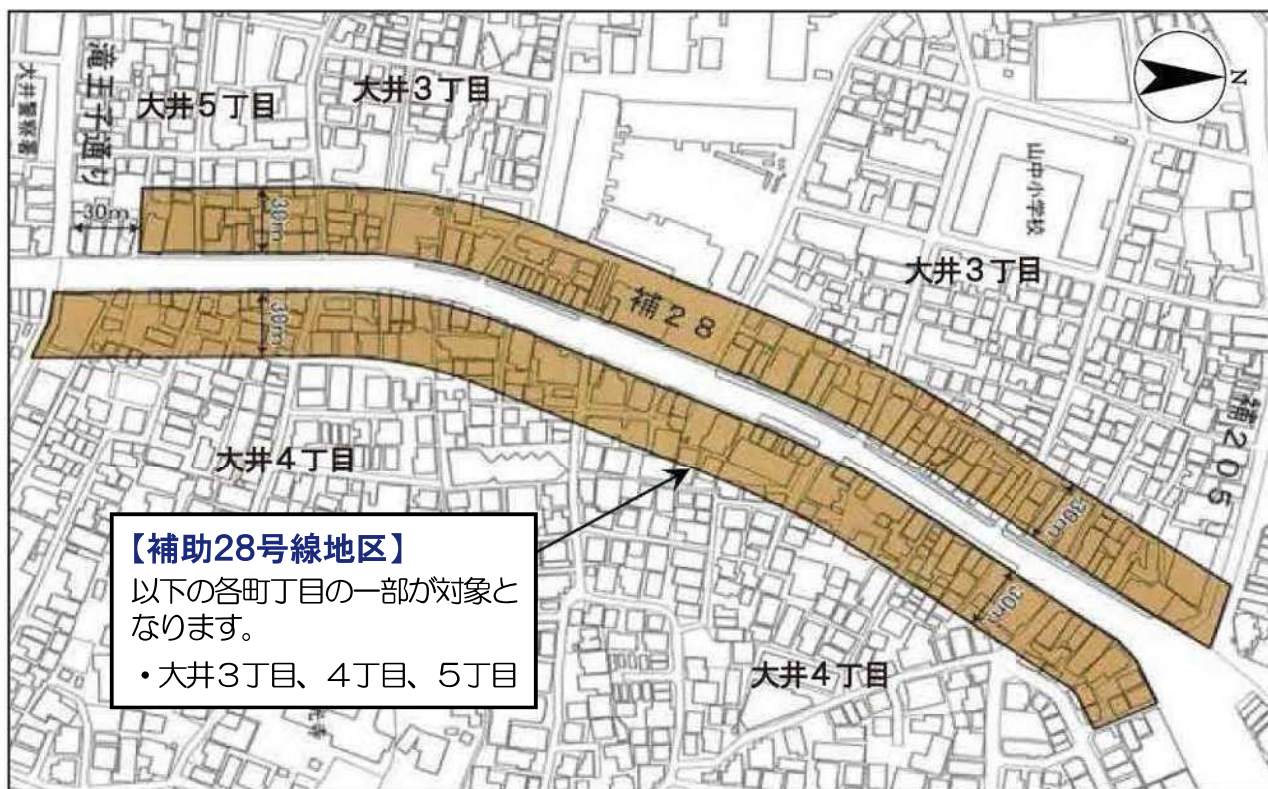 大井警察署
滝王子通り
大井5丁目
大井3丁目
N
山中小学校
30m
30m
大井3丁目
補28
30m
補205
30m
大井4丁目
【補助28号線地区】
以下の各町丁目の一部が対象と
なります。
・大井3丁目、4丁目、5丁目
30m
大井4丁目